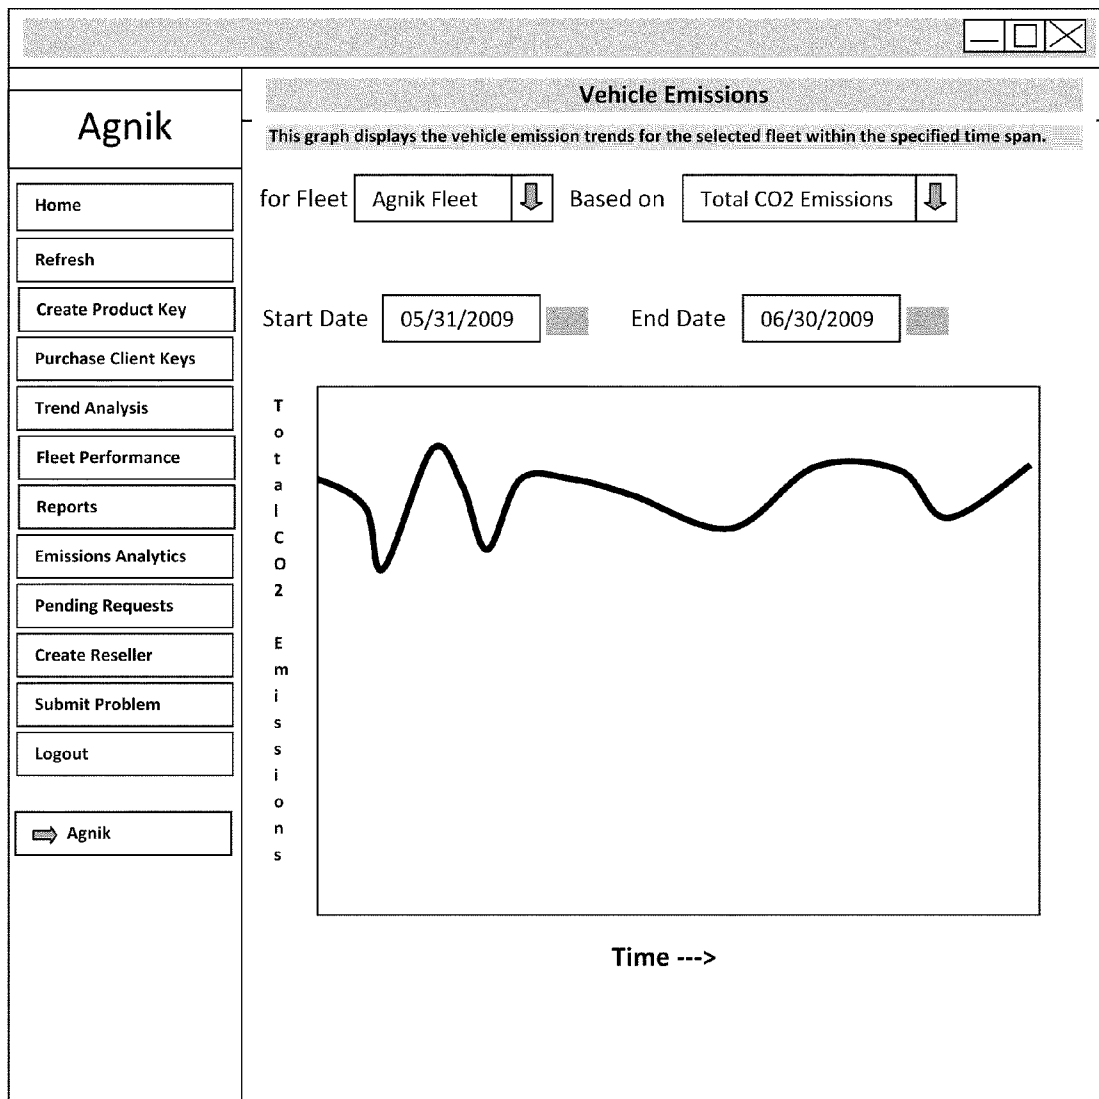 Agnik
Home
Refresh
Create Product Key
Purchase Client Keys
Trend Analysis
Fleet Performance
Reports
Emissions Analytics
Pending Requests
Create Reseller
Submit Problem
Logout
Agnik
Vehicle Emissions
This graph displays the vehicle emission trends for the selected fleet within the specified time span.
for Fleet Agnik Fleet Based on Total CO2 Emissions
Start Date 05/31/2009 End Date 06/30/2009
Total CO2 Emissions
Time --->